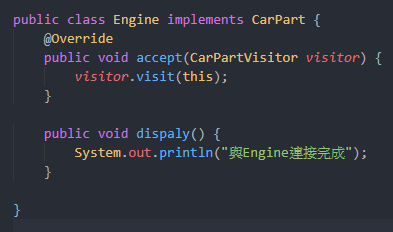 public class Engine implements CarPart {
@Override
public void accept(CarPartVisitor visitor) {
visitor.visit(this);
}
public void dispaly() {
System.out.println("與Engine連接完成");
}
}